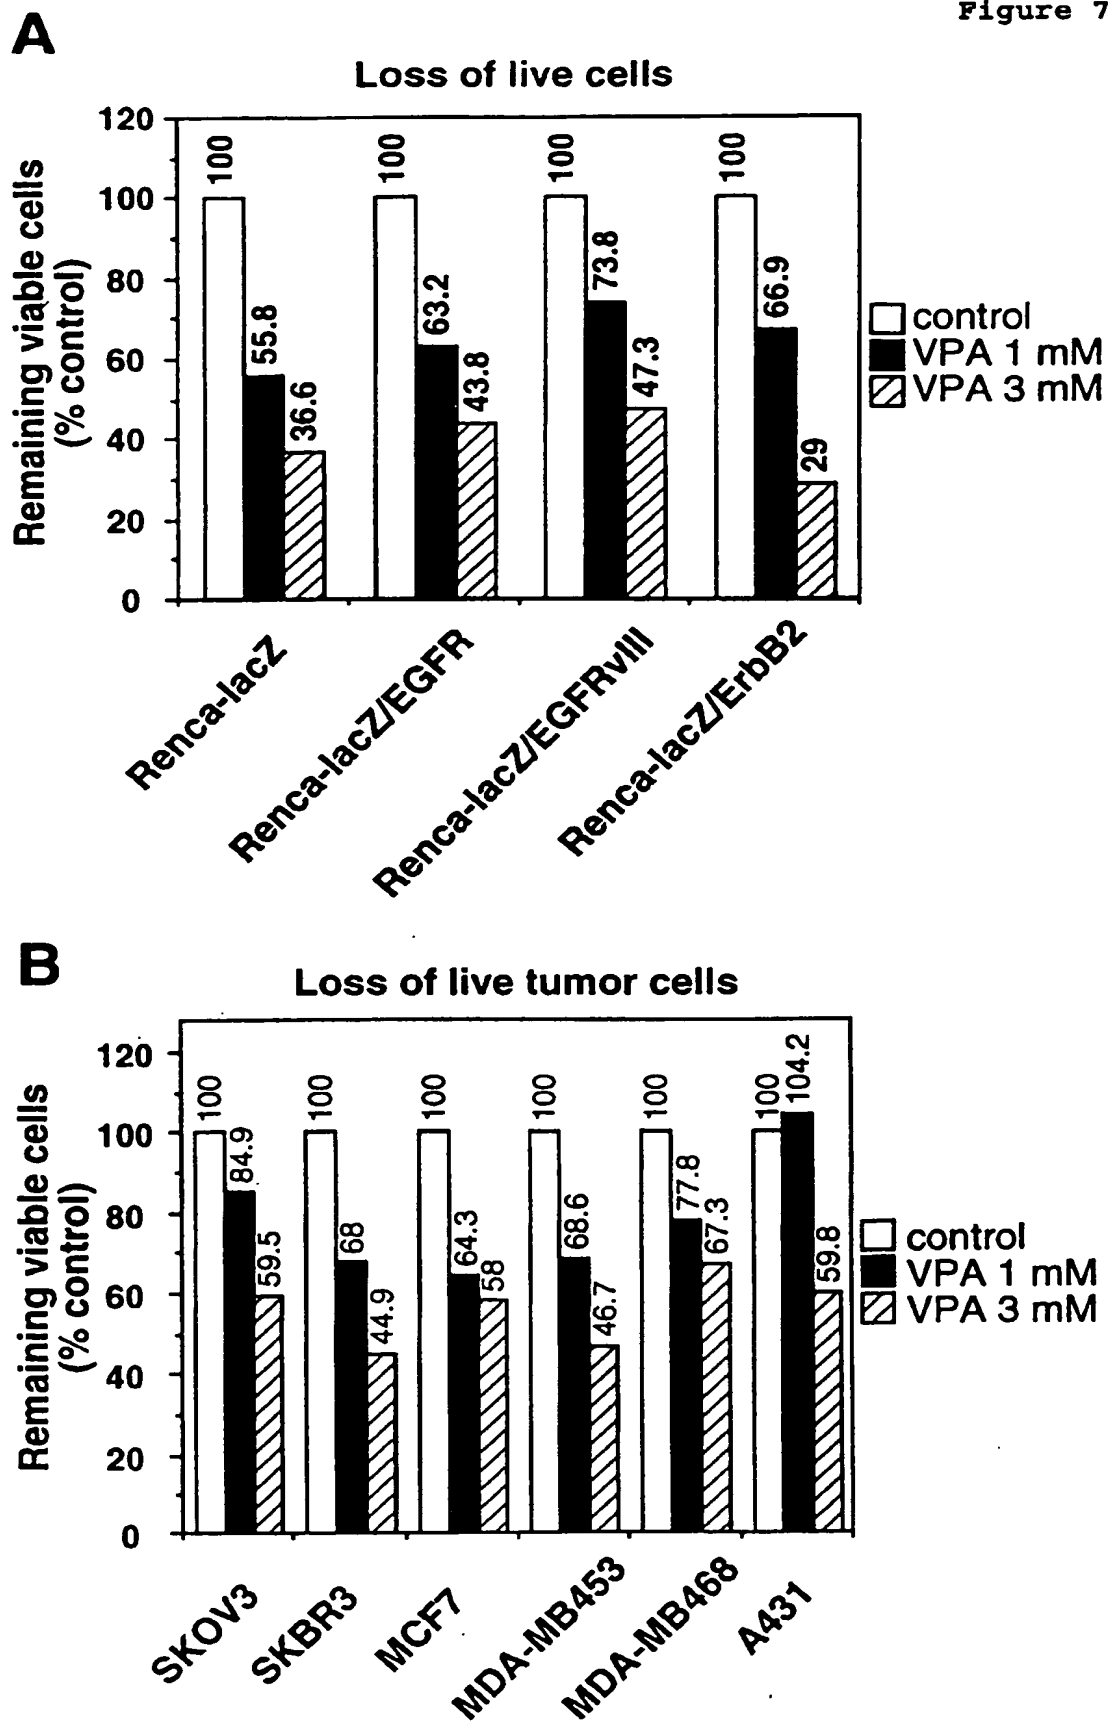 Figure 7
A
Loss of live cells
Remaining viable cells
(% control)
120
100
80
60
40
20
0
100
55.8
36.6
100
63.2
43.8
100
73.8
47.3
100
66.9
29
control
VPA 1 mM
VPA 3 mM
Renca-lacZ
Renca-lacZ/EGFR
Renca-lacZ/EGFRvIII
Renca-lacZ/ErbB2
B
Loss of live tumor cells
Remaining viable cells
(% control)
120
100
80
60
40
20
0
100
84.9
59.5
100
68
44.9
100
64.3
58
100
68.6
46.7
100
77.8
67.3
100
104.2
59.8
control
VPA 1 mM
VPA 3 mM
SKOV3
SKBR3
MCF7
MDA-MB453
MDA-MB468
A431